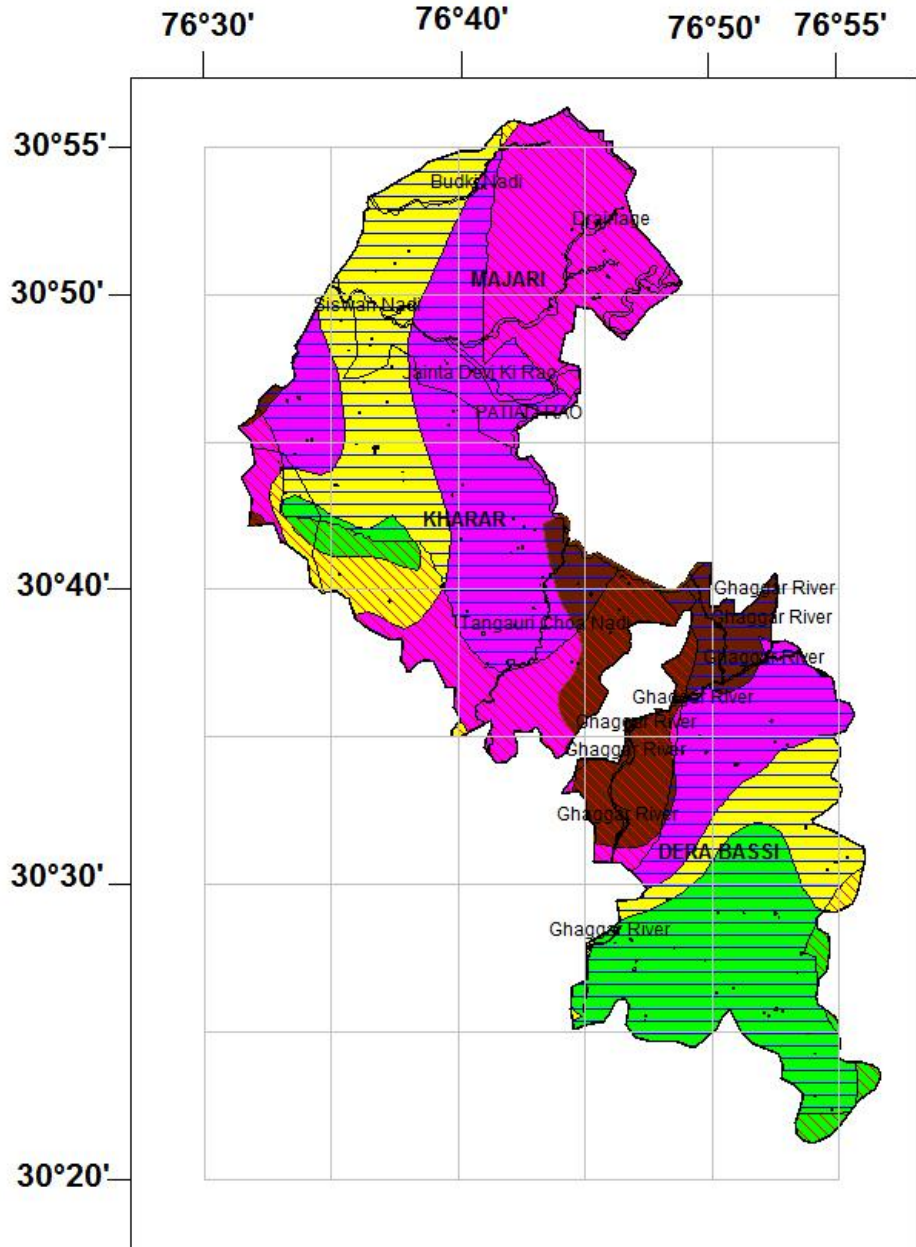 76°30' 76°40' 76°50' 76°55'
30°55'
Budki Nadi
Drainage
MAJARI
30°50'
Siswan Nadi
Jainta Devi Ki Rao
PATIALI RAO
KHARAR
30°40'
Ghaggar River
Ghaggar River
Tangauri Choa Nadi
Ghaggar River
Ghaggar River
Ghaggar River
Ghaggar River
Ghaggar River
DERA BASSI
30°30'
Ghaggar River
30°20'